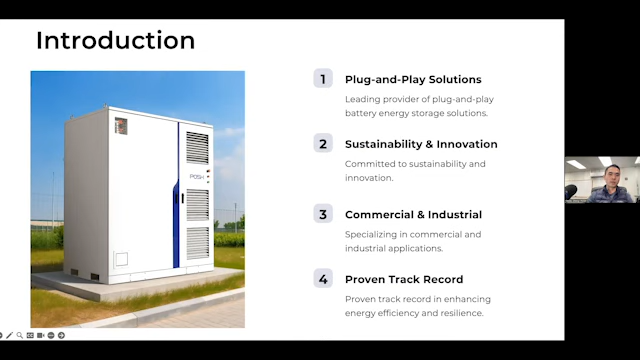 Introduction
1
Plug-and-Play Solutions
Leading provider of plug-and-play
battery energy storage solutions.
2
Sustainability & Innovation
Committed to sustainability and
innovation.
3
Commercial & Industrial
Specializing in commercial and
industrial applications.
4
Proven Track Record
Proven track record in enhancing
energy efficiency and resilience.
POSH